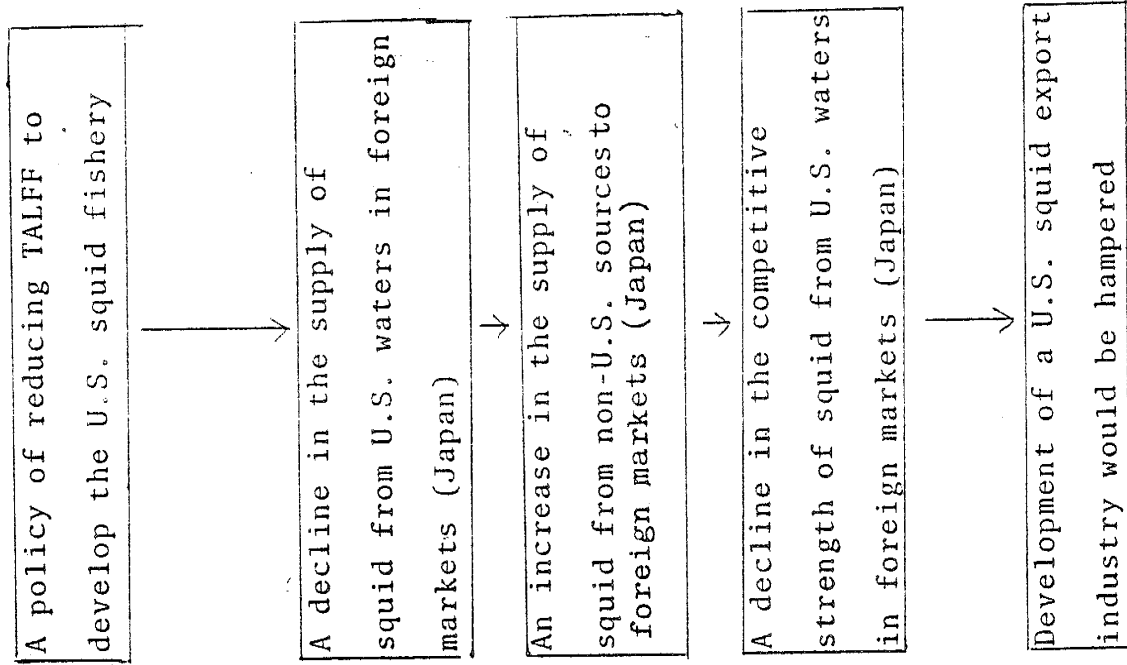 A policy of reducing TALFF to
develop the U.S. squid fishery
A decline in the supply of
squid from U.S. waters in foreign
markets (Japan)
An increase in the supply of
squid from non-U.S. sources to
foreign markets (Japan)
A decline in the competitive
strength of squid from U.S. waters
in foreign markets (Japan)
Development of a U.S. squid export
industry would be hampered